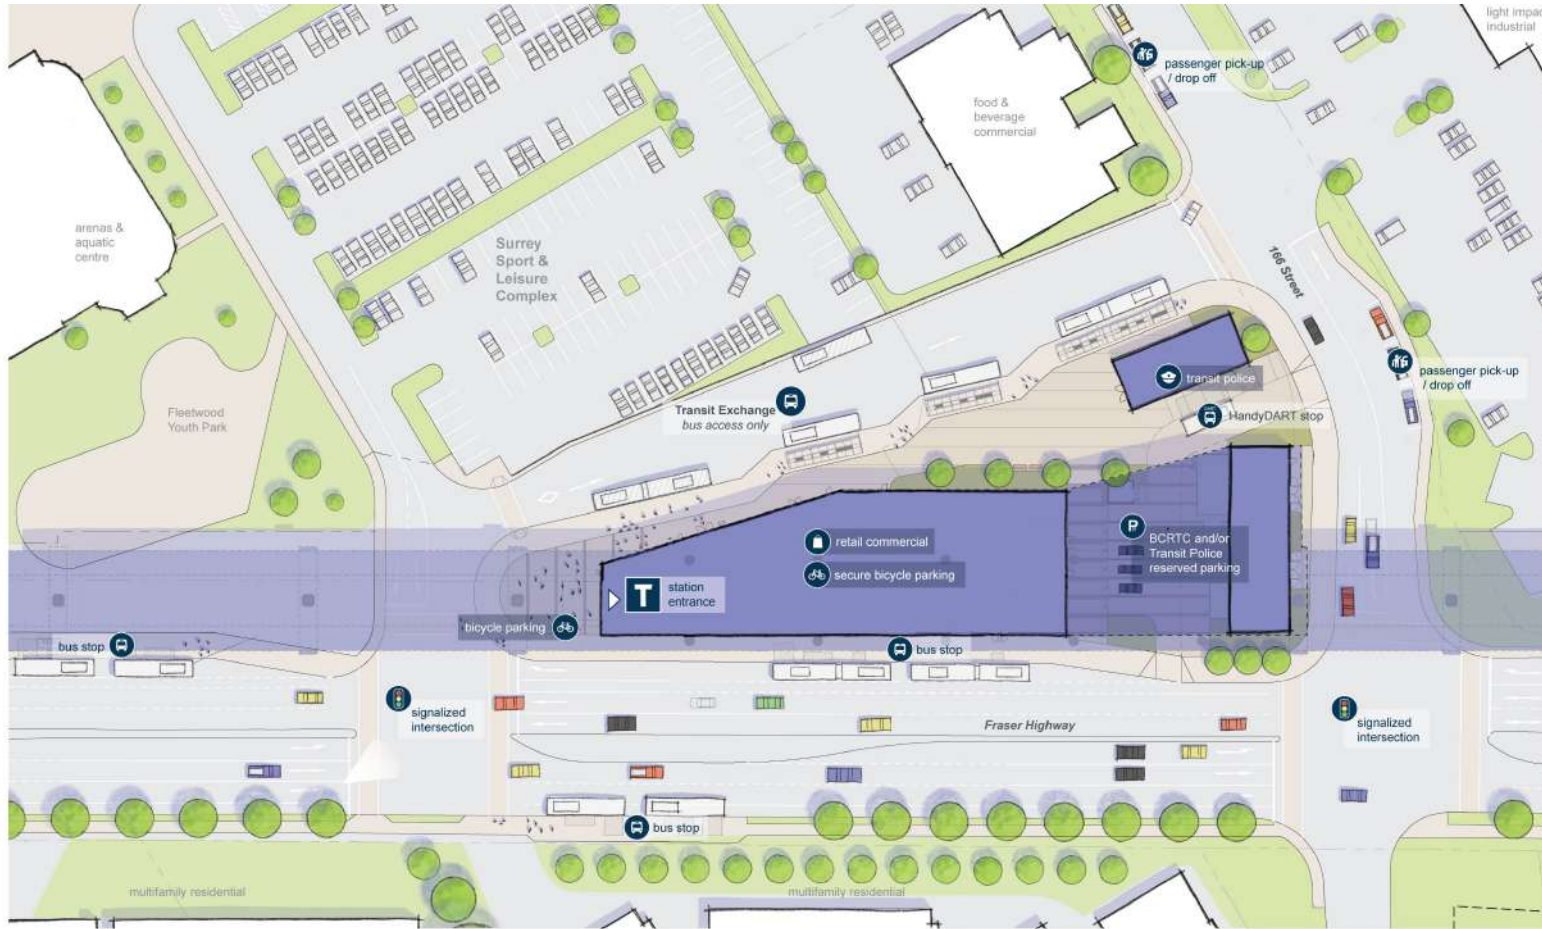 light
industrial
passenger pick-up
/ drop off
food &
beverage
commercial
arenas &
aquatic
centre
Surrey
Sport &
Leisure
Complex
166 Street
passenger pick-up
/ drop off
transit police
Transit Exchange
bus access only
DART
HandyDART stop
Fleetwood
Youth Park
P
BCRTC and/or
Transit Police
reserved parking
retail commercial
secure bicycle parking
T
station
entrance
bicycle parking
bus stop
bus stop
signalized
intersection
Fraser Highway
signalized
intersection
bus stop
multifamily residential
multifamily residential